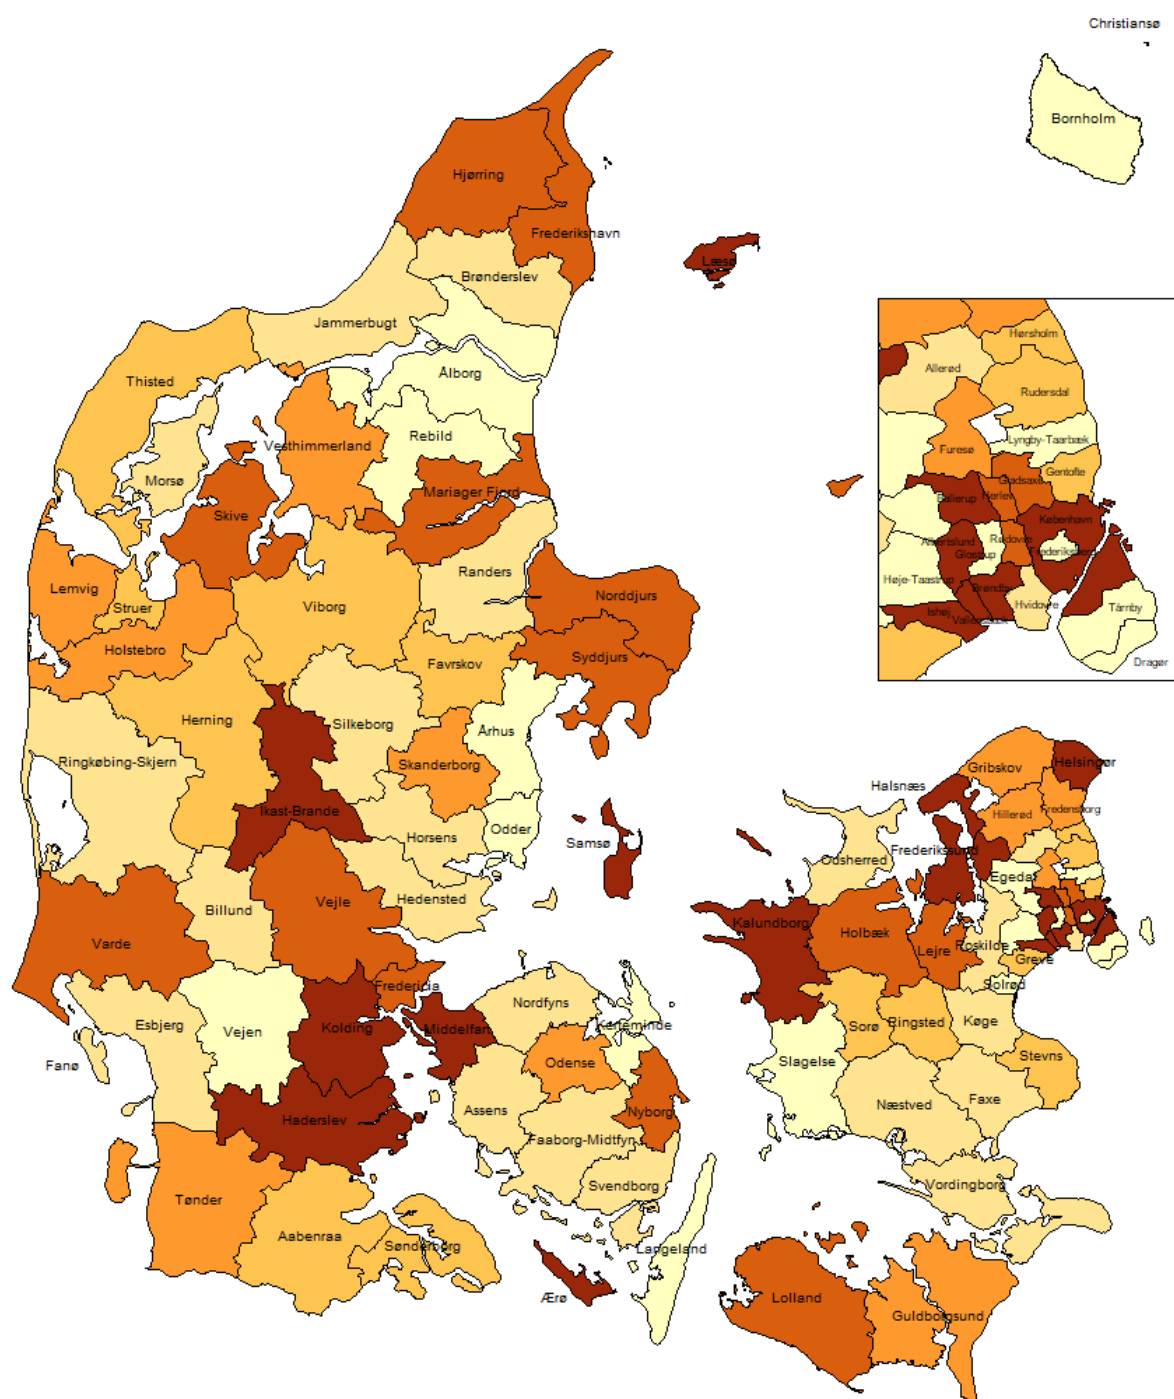 Christiansø
Bornholm
Hjørring
Frederikshavn
Læsø
Brønderslev
Jammerbugt
Ålborg
Thisted
Rebild
Vesthimmerland
Morsø
Mariager Fjord
Skive
Randers
Lemvig
Struer
Viborg
Norddjurs
Holstebro
Favrskov
Syddjurs
Herning
Silkeborg
Århus
Ringkøbing-Skjern
Skanderborg
Ikast-Brande
Horsens
Odder
Samsø
Hedensted
Billund
Vejle
Varde
Fredericia
Esbjerg
Vejen
Kolding
Middelfart
Nordfyns
Kerteminde
Fanø
Odense
Assens
Nyborg
Haderslev
Faaborg-Midtfyn
Svendborg
Tønder
Aabenraa
Sønderborg
Langeland
Ærø
Hørsholm
Allerød
Rudersdal
Lyngby-Taarbæk
Furesø
Gentofte
Gladsaxe
Ballerup
Herlev
København
Albertslund
Rødovre
Glostrup
Frederiksberg
Høje-Taastrup
Brøndby
Hvidovre
Ishøj
Vallensbæk
Tårnby
Dragør
Helsingør
Gribskov
Halsnæs
Hillerød
Fredensborg
Frederikssund
Odsherred
Egedal
Kalundborg
Holbæk
Lejre
Roskilde
Greve
Solrød
Sorø
Ringsted
Køge
Stevns
Slagelse
Næstved
Faxe
Vordingborg
Lolland
Guldborgsund